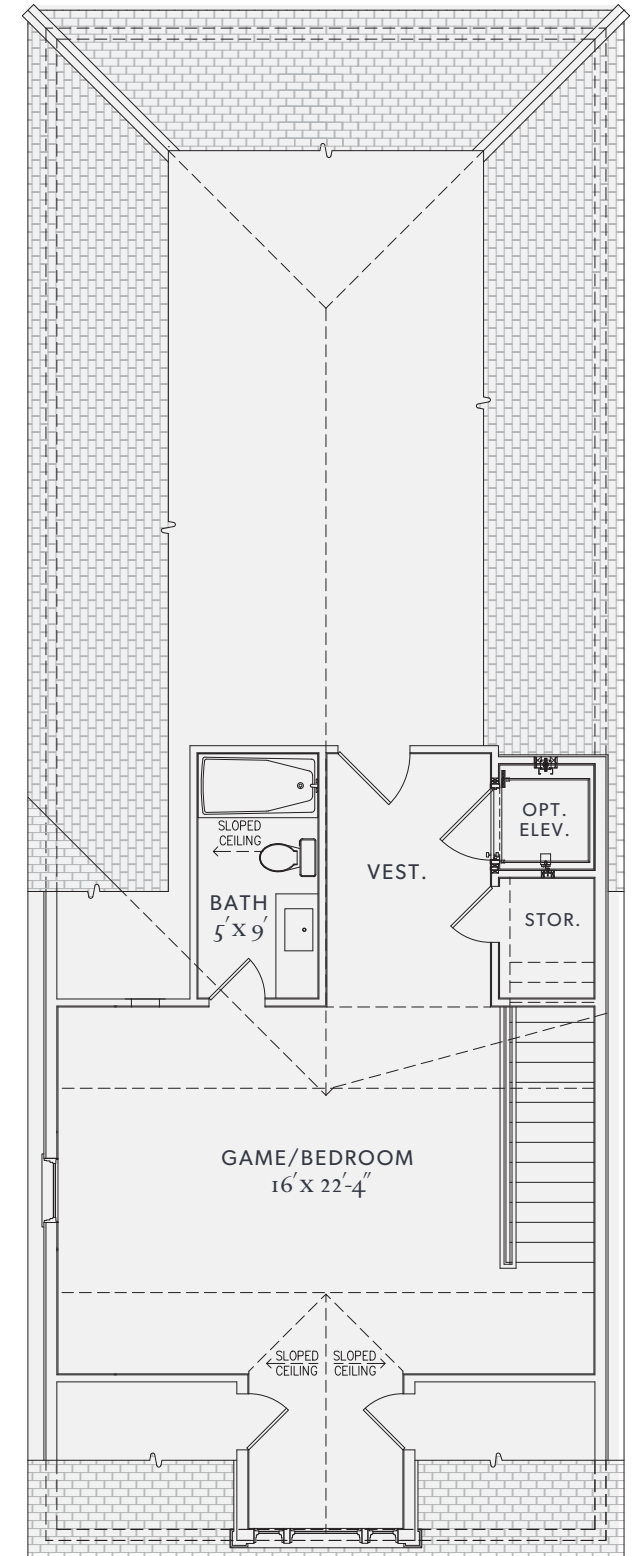 OPT.
ELEV.
SLOPED
CEILING
VEST.
BATH
5′ X 9′
STOR.
GAME/BEDROOM
16′ X 22′-4″
SLOPED
CEILING
SLOPED
CEILING